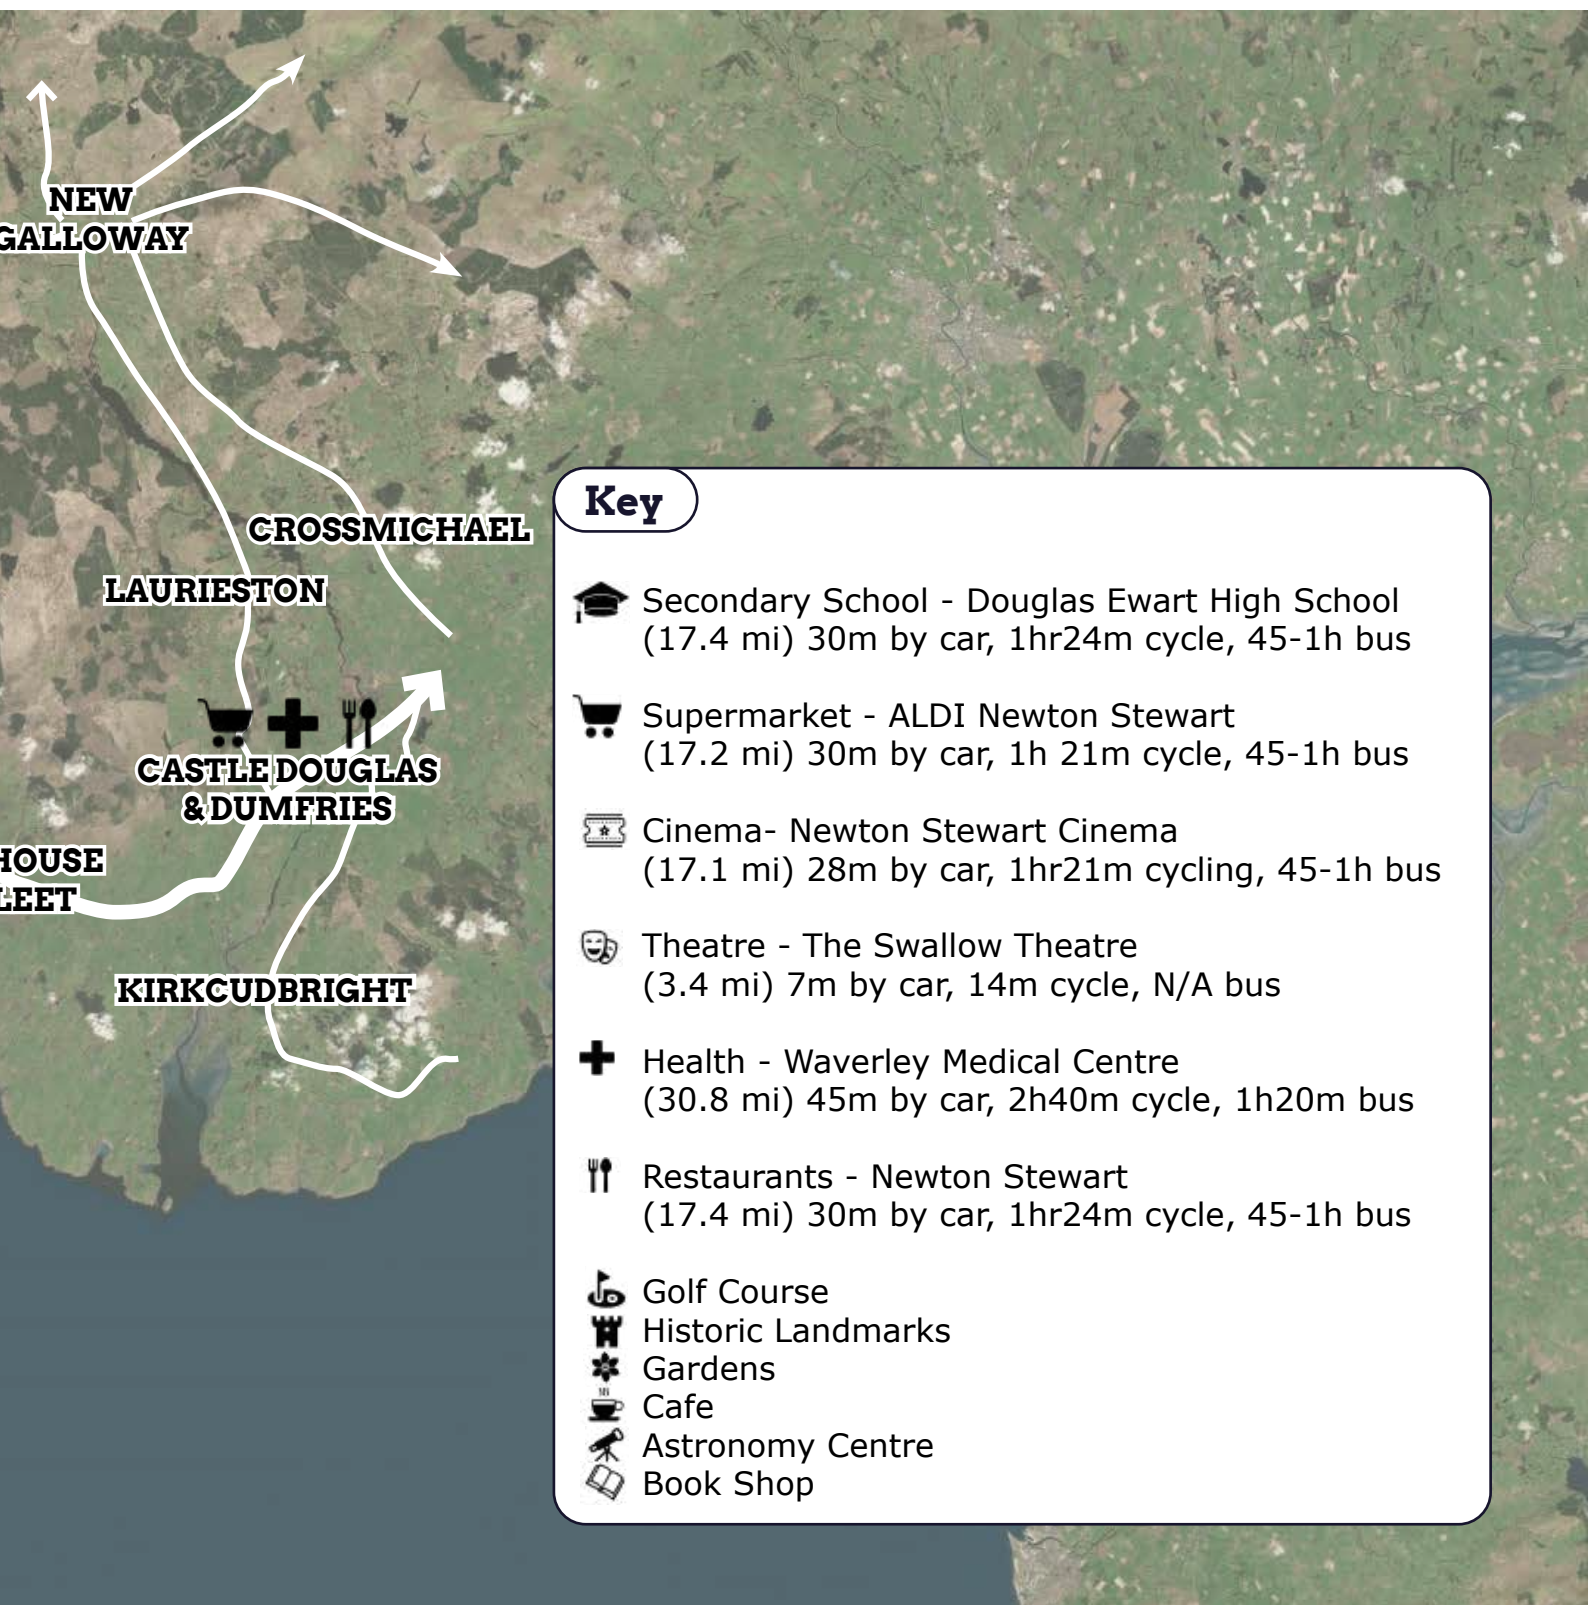 NEW
GALLOWAY
CROSSMICHAEL
LAURIESTON
CASTLE DOUGLAS
& DUMFRIES
HOUSE
LEET
KIRKCUDBRIGHT
Key
Secondary School - Douglas Ewart High School
(17.4 mi) 30m by car, 1hr24m cycle, 45-1h bus
Supermarket - ALDI Newton Stewart
(17.2 mi) 30m by car, 1h 21m cycle, 45-1h bus
Cinema- Newton Stewart Cinema
(17.1 mi) 28m by car, 1hr21m cycling, 45-1h bus
Theatre - The Swallow Theatre
(3.4 mi) 7m by car, 14m cycle, N/A bus
Health - Waverley Medical Centre
(30.8 mi) 45m by car, 2h40m cycle, 1h20m bus
Restaurants - Newton Stewart
(17.4 mi) 30m by car, 1hr24m cycle, 45-1h bus
Golf Course
Historic Landmarks
Gardens
Cafe
Astronomy Centre
Book Shop